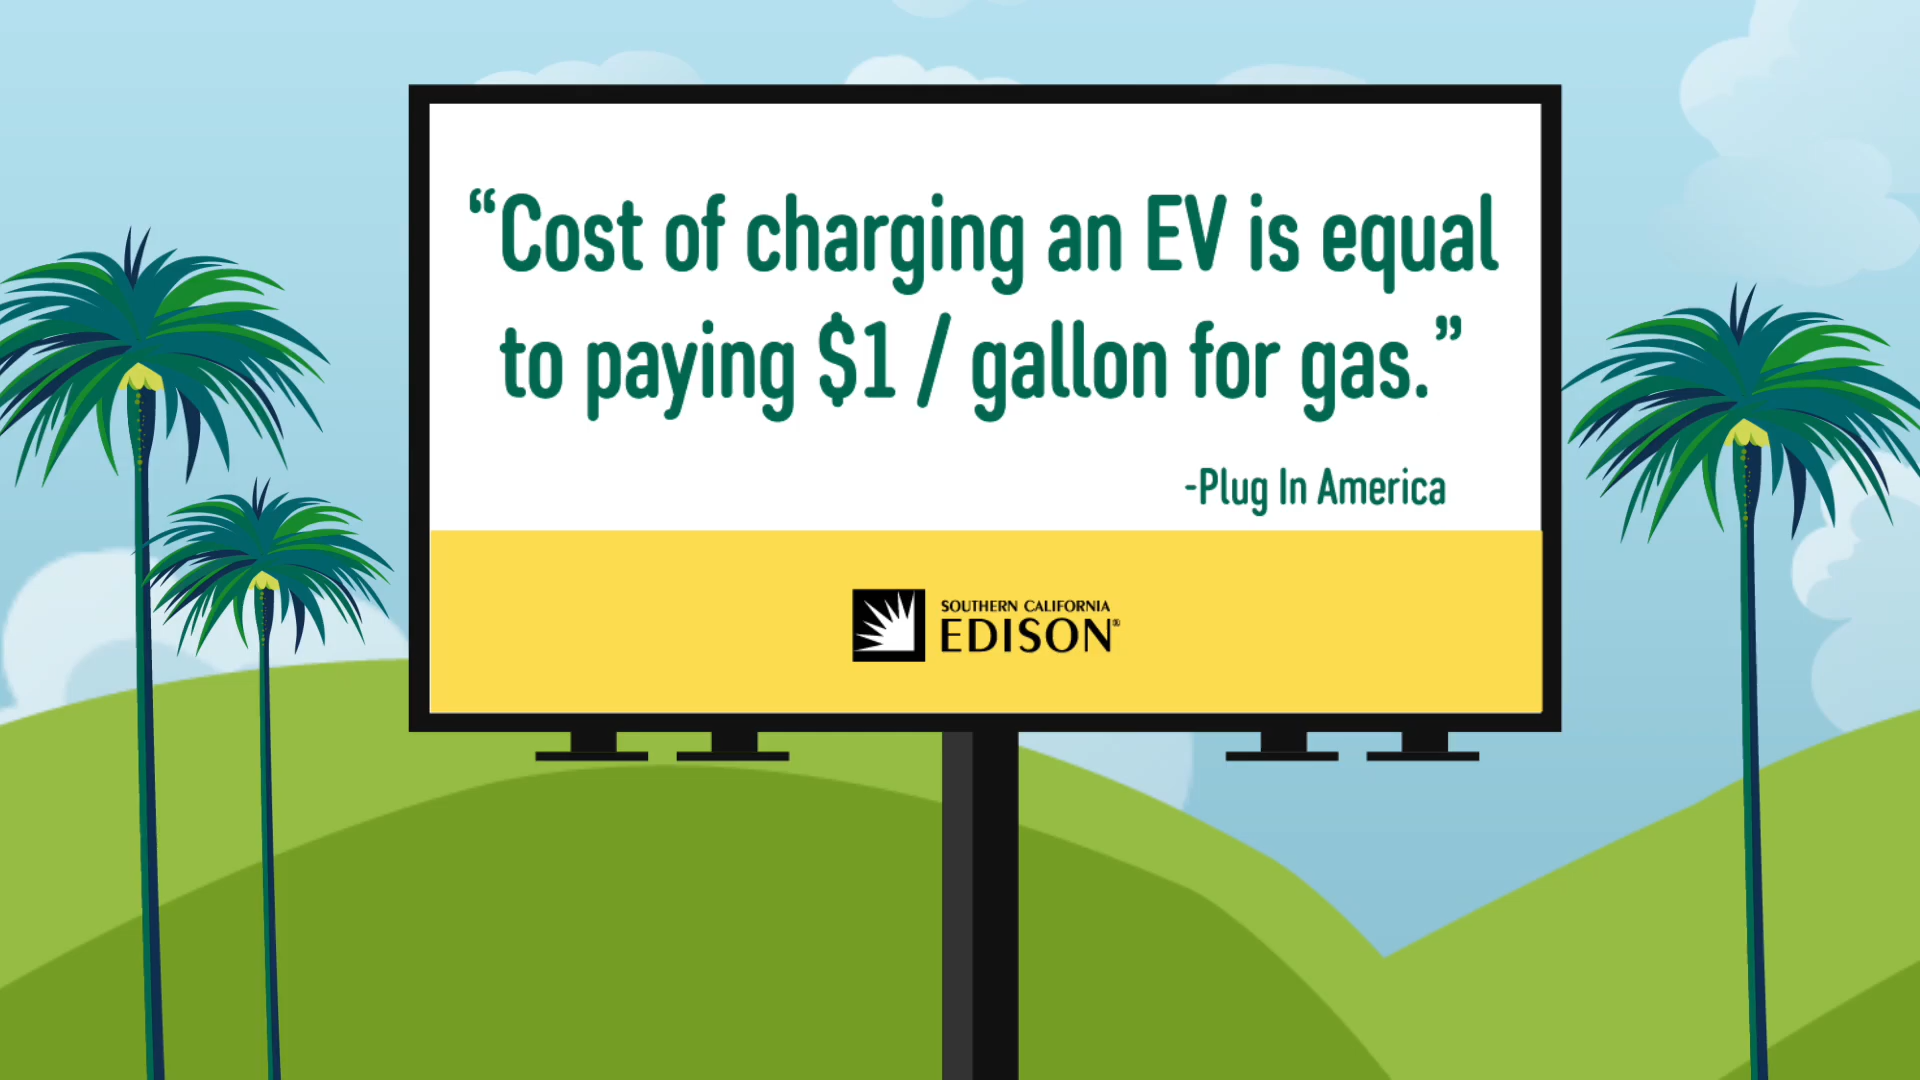 “Cost of charging an EV is equal
to paying $1 / gallon for gas.”
-Plug In America
SOUTHERN CALIFORNIA
EDISON®